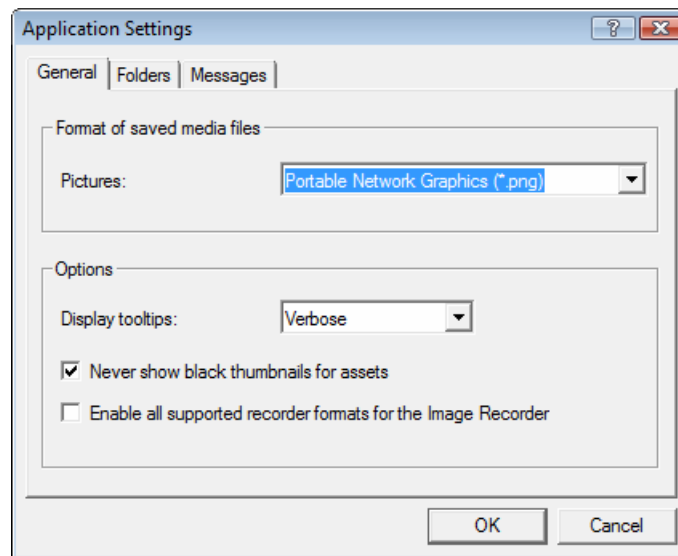 Application Settings
General Folders Messages
Format of saved media files
Pictures: Portable Network Graphics (*.png)
Options
Display tooltips: Verbose
Never show black thumbnails for assets
Enable all supported recorder formats for the Image Recorder
OK Cancel